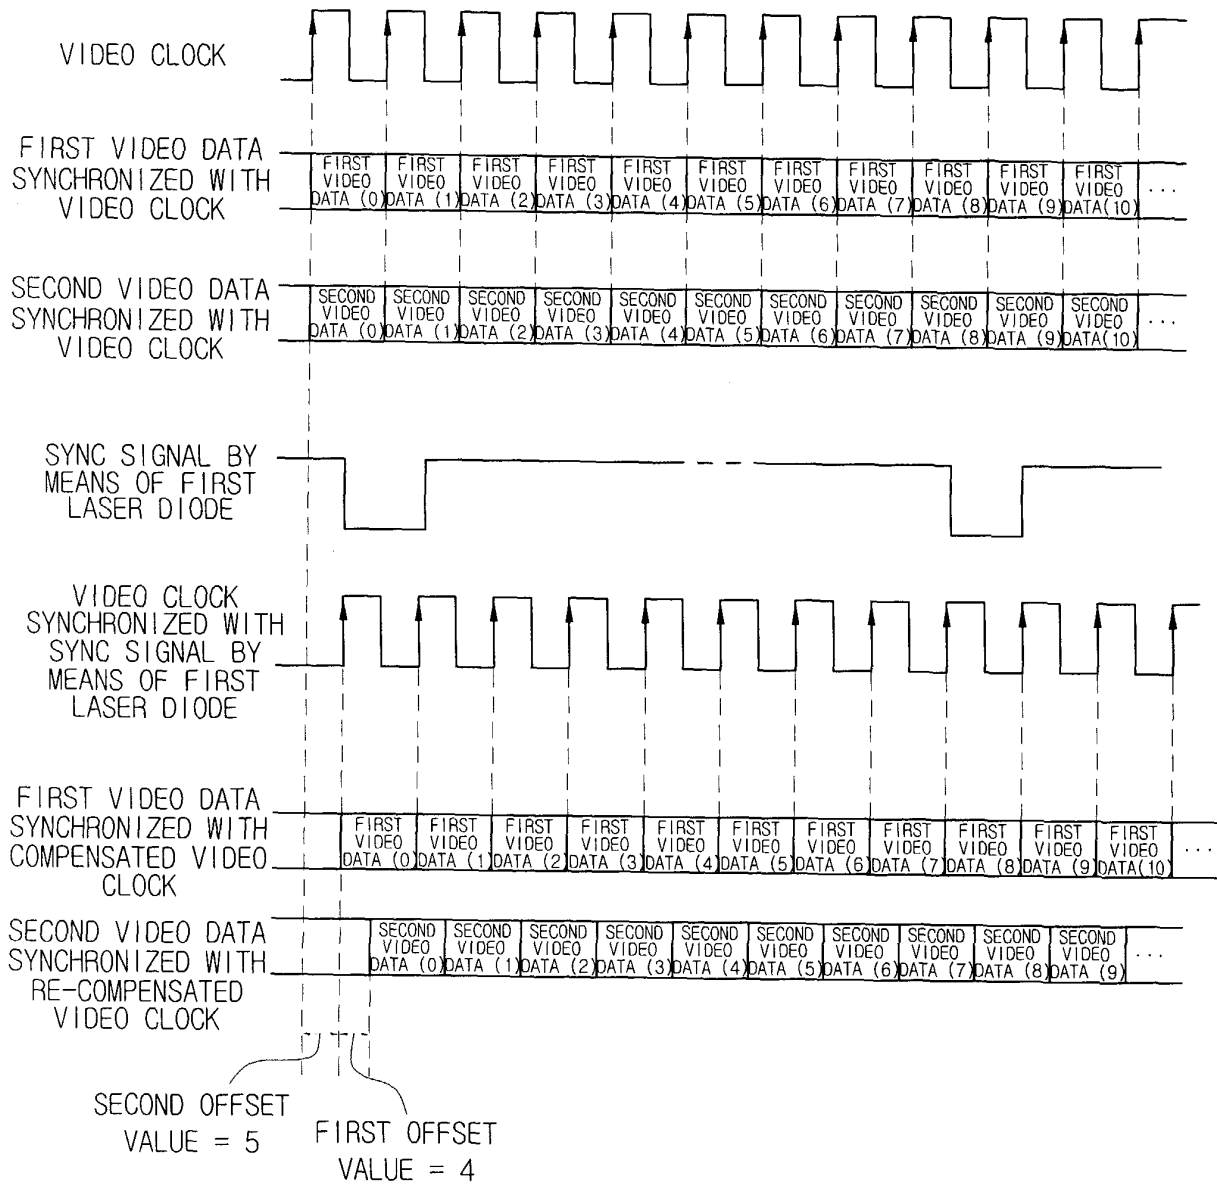 VIDEO CLOCK
FIRST VIDEO DATA
SYNCHRONIZED WITH
VIDEO CLOCK
FIRST FIRST FIRST FIRST FIRST FIRST FIRST FIRST FIRST FIRST FIRST
VIDEO VIDEO VIDEO VIDEO VIDEO VIDEO VIDEO VIDEO VIDEO VIDEO VIDEO ...
DATA (0) DATA (1) DATA (2) DATA (3) DATA (4) DATA (5) DATA (6) DATA (7) DATA (8) DATA (9) DATA(10)
SECOND VIDEO DATA
SYNCHRONIZED WITH
VIDEO CLOCK
SECOND SECOND SECOND SECOND SECOND SECOND SECOND SECOND SECOND SECOND SECOND
VIDEO VIDEO VIDEO VIDEO VIDEO VIDEO VIDEO VIDEO VIDEO VIDEO VIDEO ...
DATA (0) DATA (1) DATA (2) DATA (3) DATA (4) DATA (5) DATA (6) DATA (7) DATA (8) DATA (9) DATA(10)
SYNC SIGNAL BY
MEANS OF FIRST
LASER DIODE
VIDEO CLOCK
SYNCHRONIZED WITH
SYNC SIGNAL BY
MEANS OF FIRST
LASER DIODE
FIRST VIDEO DATA
SYNCHRONIZED WITH
COMPENSATED VIDEO
CLOCK
FIRST FIRST FIRST FIRST FIRST FIRST FIRST FIRST FIRST FIRST FIRST
VIDEO VIDEO VIDEO VIDEO VIDEO VIDEO VIDEO VIDEO VIDEO VIDEO VIDEO ...
DATA (0) DATA (1) DATA (2) DATA (3) DATA (4) DATA (5) DATA (6) DATA (7) DATA (8) DATA (9) DATA(10)
SECOND VIDEO DATA
SYNCHRONIZED WITH
RE-COMPENSATED
VIDEO CLOCK
SECOND SECOND SECOND SECOND SECOND SECOND SECOND SECOND SECOND SECOND
VIDEO VIDEO VIDEO VIDEO VIDEO VIDEO VIDEO VIDEO VIDEO VIDEO ...
DATA (0) DATA (1) DATA (2) DATA (3) DATA (4) DATA (5) DATA (6) DATA (7) DATA (8) DATA (9)
SECOND OFFSET
VALUE = 5
FIRST OFFSET
VALUE = 4